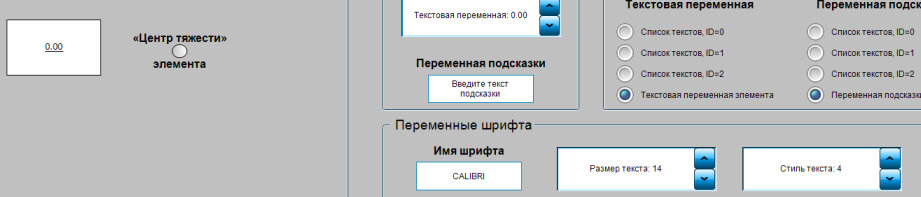 0.00
«Центр тяжести»
элемента
Текстовая переменная: 0.00
Переменная подсказки
Введите текст
подсказки
Текстовая переменная
Список текстов, ID=0
Список текстов, ID=1
Список текстов, ID=2
Текстовая переменная элемента
Переменная подск
Список текстов, ID=0
Список текстов, ID=1
Список текстов, ID=2
Переменная подсказки
Переменные шрифта
Имя шрифта
CALIBRI
Размер текста: 14
Стиль текста: 4